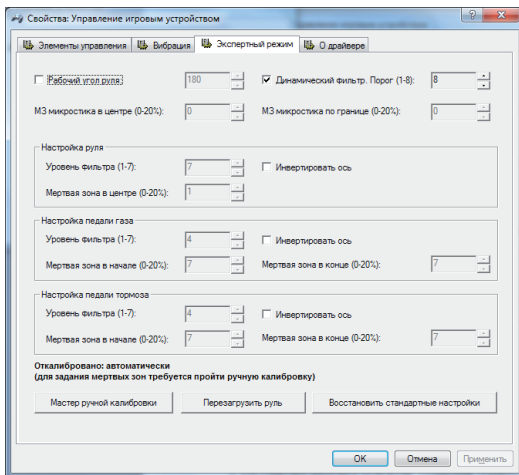 Свойства: Управление игровым устройством
Элементы управления Вибрация Экспертный режим О драйвере
Рабочий угол руля: 180 Динамический фильтр. Порог (1-8): 8
МЗ микростика в центре (0-20%): 0 МЗ микростика по границе (0-20%): 0
Настройка руля
Уровень фильтра (1-7): 7 Инвертировать ось
Мертвая зона в центре (0-20%): 1
Настройка педали газа
Уровень фильтра (1-7): 4 Инвертировать ось
Мертвая зона в начале (0-20%): 7 Мертвая зона в конце (0-20%): 7
Настройка педали тормоза
Уровень фильтра (1-7): 4 Инвертировать ось
Мертвая зона в начале (0-20%): 7 Мертвая зона в конце (0-20%): 7
Откалибровано: автоматически
(для задания мертвых зон требуется пройти ручную калибровку)
Мастер ручной калибровки Перезагрузить руль Восстановить стандартные настройки
OK Отмена Применить